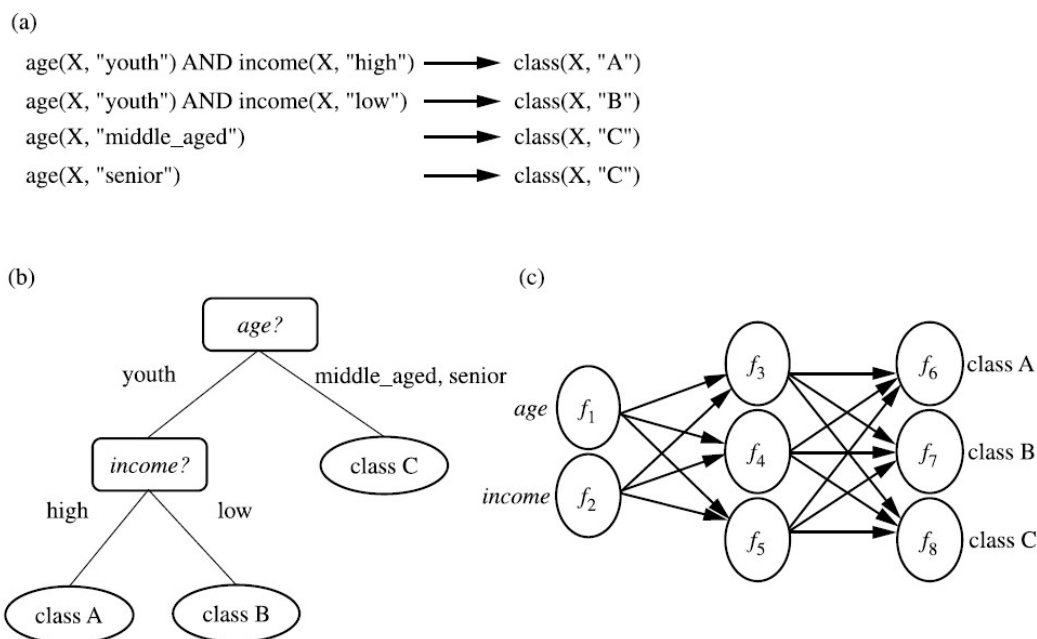 (a)
age(X, "youth") AND income(X, "high") class(X, "A")
age(X, "youth") AND income(X, "low") class(X, "B")
age(X, "middle_aged") class(X, "C")
age(X, "senior") class(X, "C")
(b)
age?
youth
middle_aged, senior
income?
class C
high
low
class A
class B
(c)
age
income
f1
f2
f3
f4
f5
f6
class A
f7
class B
f8
class C